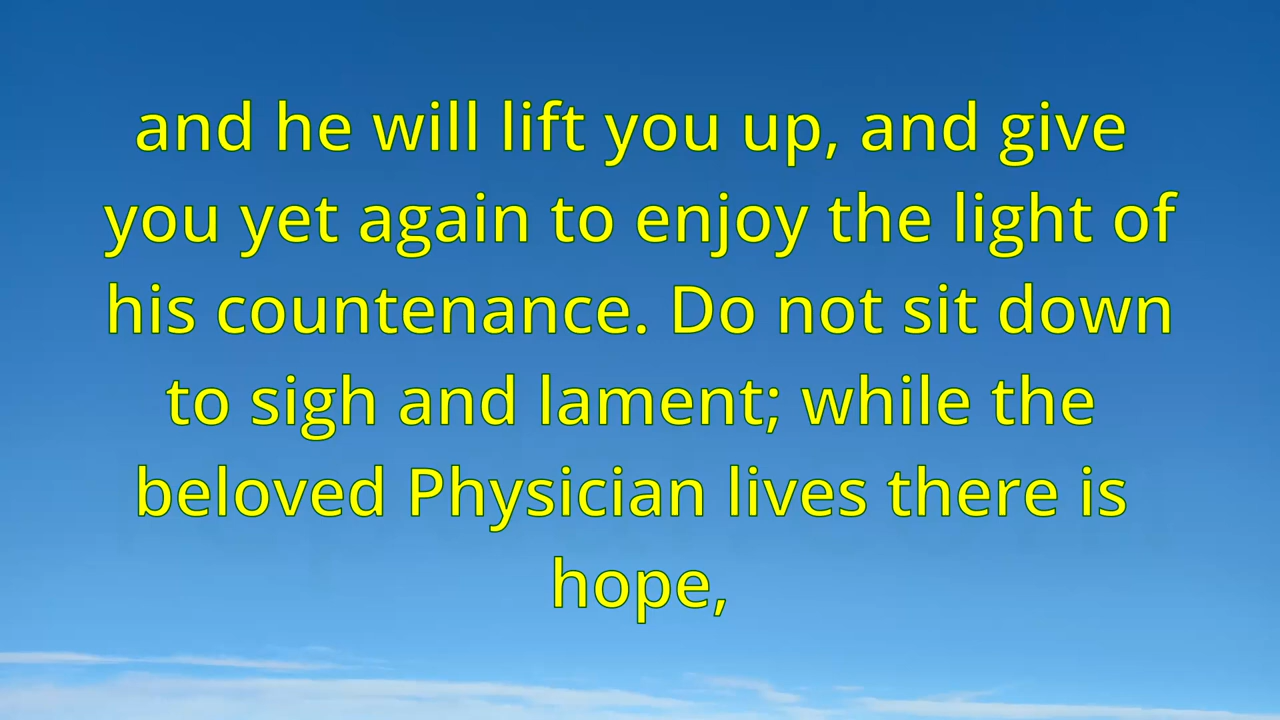 and he will lift you up, and give
you yet again to enjoy the light of
his countenance. Do not sit down
to sigh and lament; while the
beloved Physician lives there is
hope,